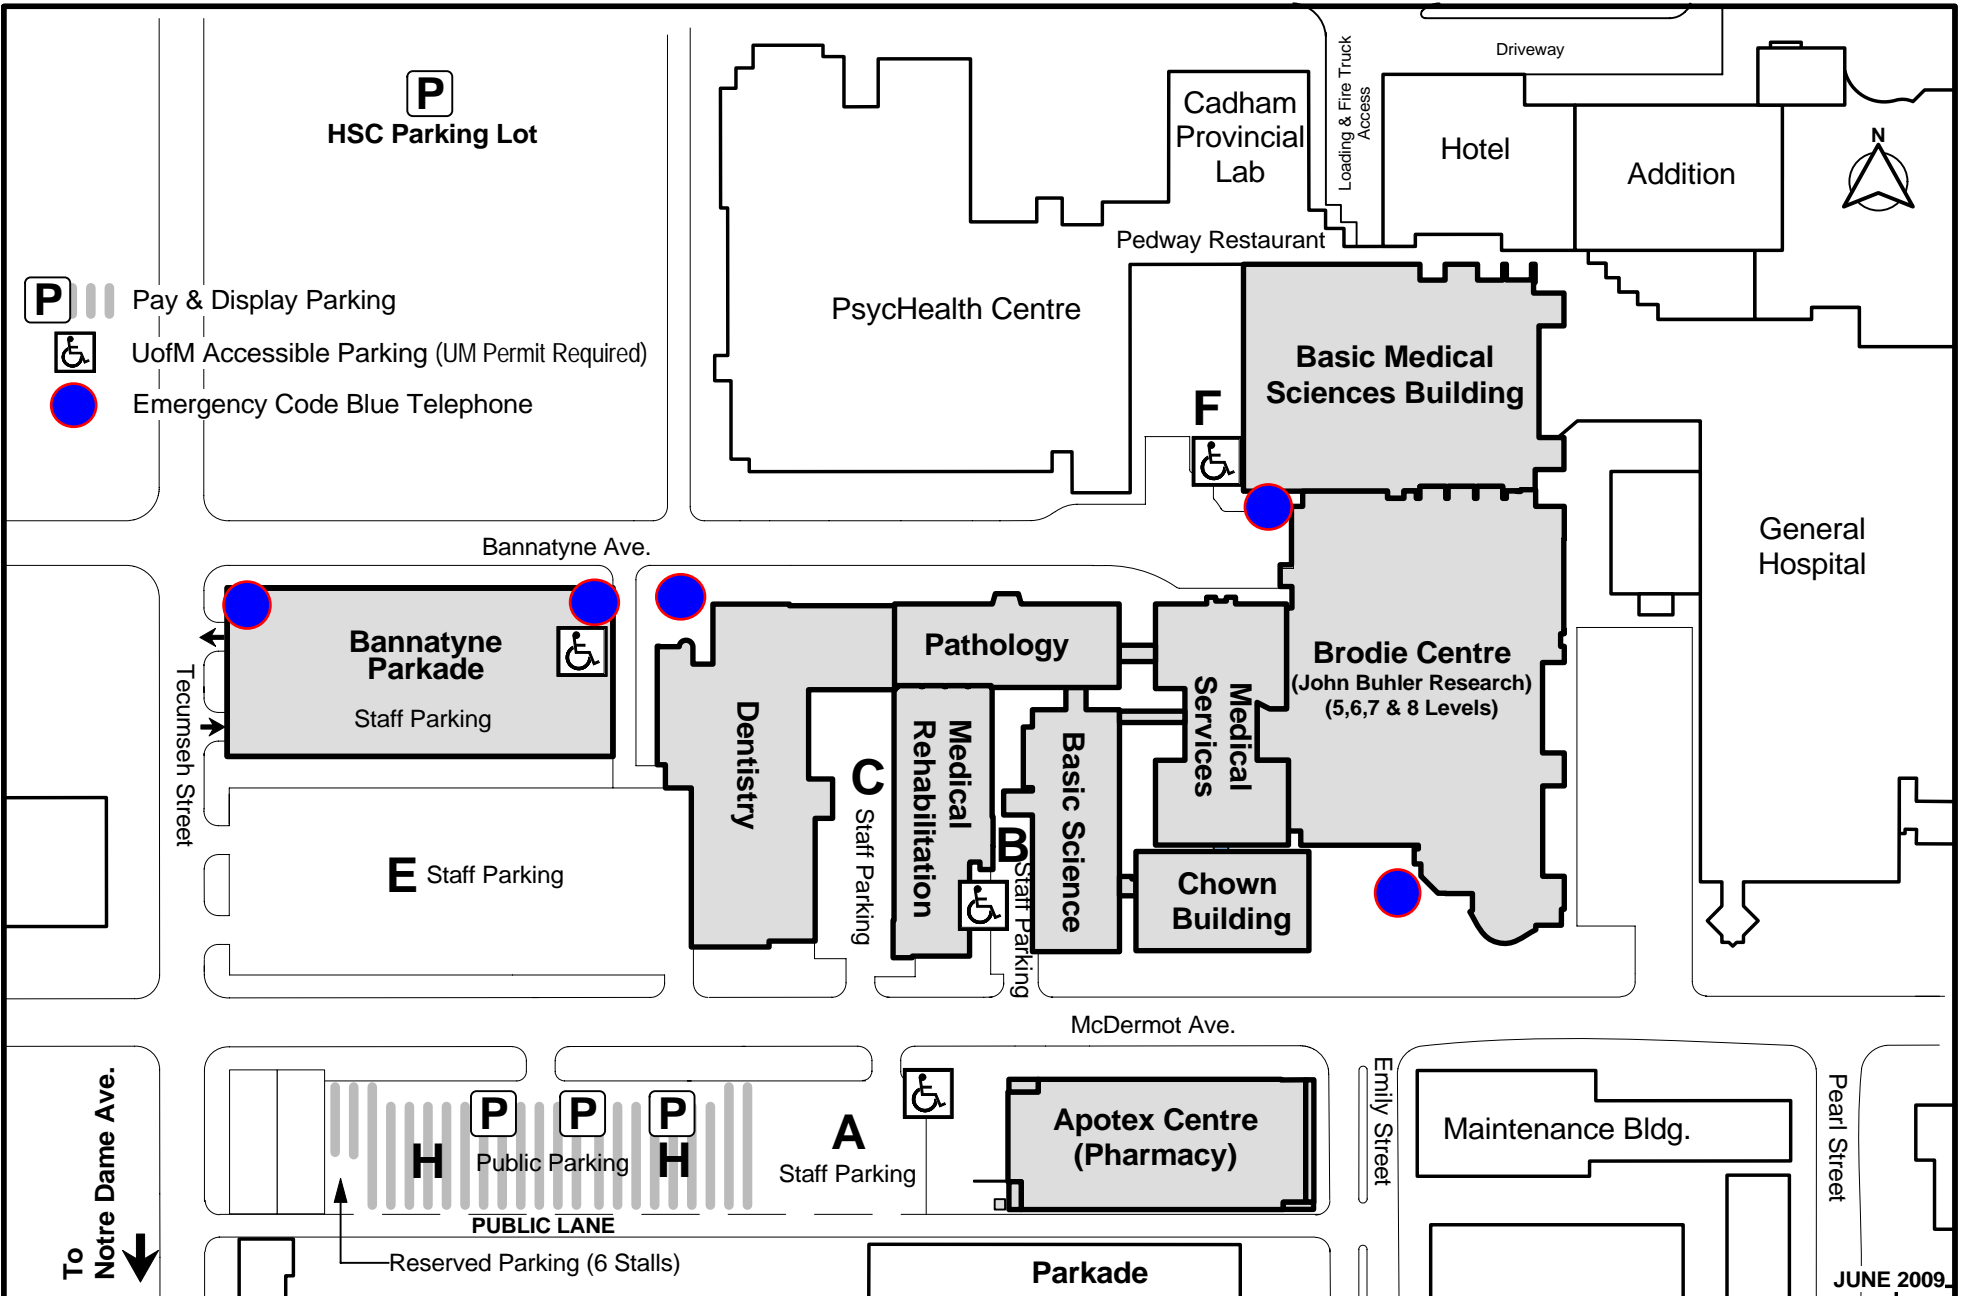 Driveway
Loading & Fire Truck
Access
P
HSC Parking Lot
Cadham
Provincial
Lab
Hotel
Addition
N
Pedway Restaurant
P Pay & Display Parking
UofM Accessible Parking (UM Permit Required)
Emergency Code Blue Telephone
PsycHealth Centre
Basic Medical
Sciences Building
F
General
Hospital
Bannatyne Ave.
Bannatyne
Parkade
Staff Parking
Tecumseh Street
Pathology
Dentistry
C
Staff Parking
Medical
Rehabilitation
B
Staff Parking
Basic Science
Medical
Services
Brodie Centre
(John Buhler Research)
(5,6,7 & 8 Levels)
Chown
Building
E Staff Parking
McDermot Ave.
To
Notre Dame Ave.
P
P
P
H
Public Parking
H
A
Staff Parking
Apotex Centre
(Pharmacy)
Emily Street
Maintenance Bldg.
Pearl Street
PUBLIC LANE
Reserved Parking (6 Stalls)
Parkade
JUNE 2009